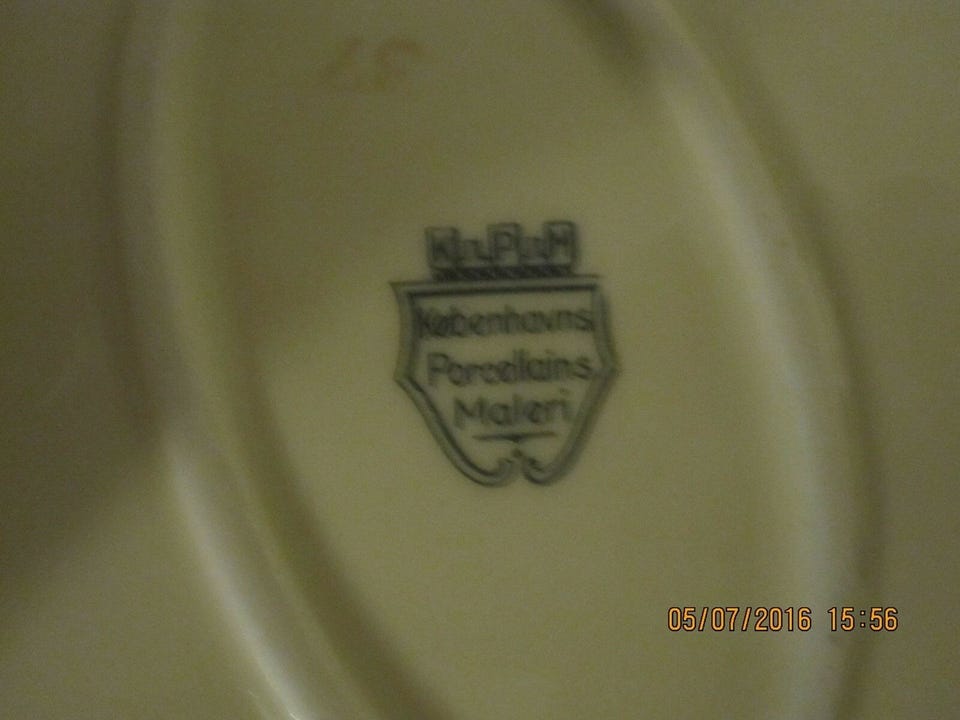 K.P.M
Københavns
Porcellains
Maleri
05/07/2016 15:56